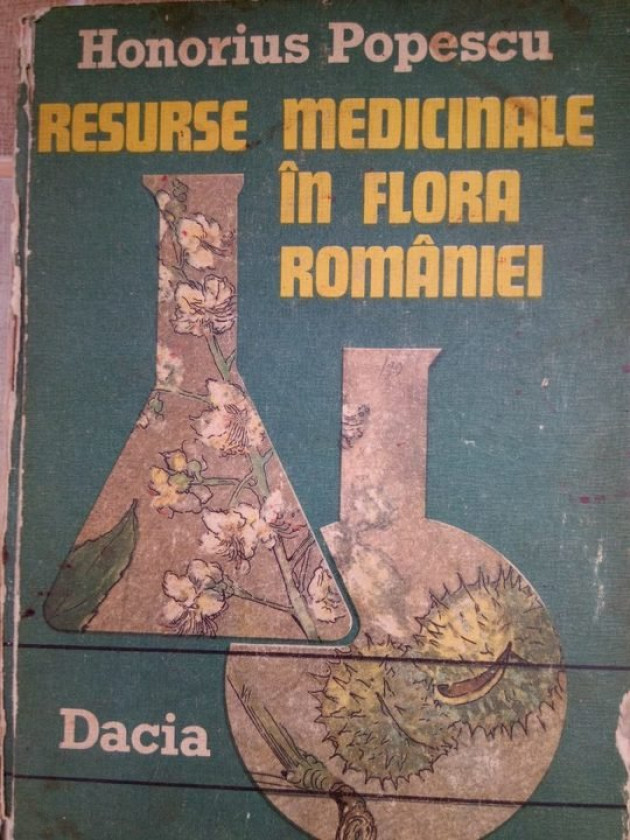 Honorius Popescu
RESURSE MEDICINALE
ÎN FLORA
ROMÂNIEI
Dacia